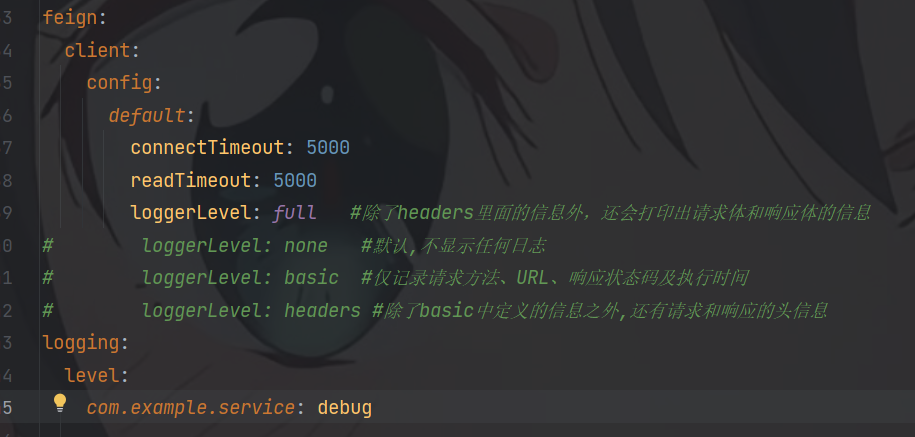 3 feign:
4   client:
5     config:
6       default:
7         connectTimeout: 5000
8         readTimeout: 5000
9         loggerLevel: full   #除了headers里面的信息外，还会打印出请求体和响应体的信息
0 #        loggerLevel: none   #默认,不显示任何日志
1 #        loggerLevel: basic  #仅记录请求方法、URL、响应状态码及执行时间
2 #        loggerLevel: headers #除了basic中定义的信息之外,还有请求和响应的头信息
3 logging:
4   level:
5     com.example.service: debug